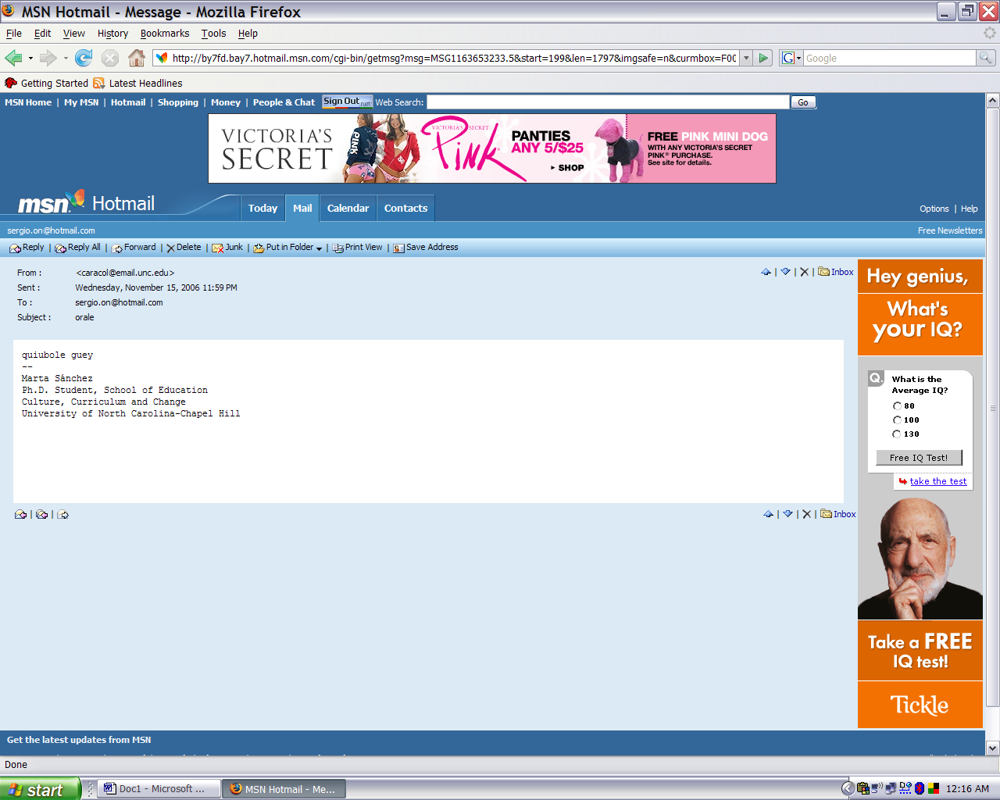 MSN Hotmail - Message - Mozilla Firefox
File Edit View History Bookmarks Tools Help
http://by7fd.bay7.hotmail.msn.com/cgi-bin/getmsg?msg=MSG1163653233.5&start=199&len=1797&imgsafe=n&curmbox=F00
Google
Getting Started Latest Headlines
MSN Home | My MSN | Hotmail | Shopping | Money | People & Chat Sign Out .net Web Search: Go
VICTORIA'S SECRET
VICTORIA'S SECRET
Pink
PANTIES
ANY 5/$25
SHOP
FREE PINK MINI DOG
WITH ANY VICTORIA'S SECRET
PINK® PURCHASE.
See site for details.
msn Hotmail
Today Mail Calendar Contacts
Options | Help
sergio.on@hotmail.com
Free Newsletters
Reply | Reply All | Forward | Delete | Junk | Put in Folder | Print View | Save Address
From : <caracol@email.unc.edu>
Inbox
Sent : Wednesday, November 15, 2006 11:59 PM
To : sergio.on@hotmail.com
Subject : orale
quiubole guey
--
Marta Sánchez
Ph.D. Student, School of Education
Culture, Curriculum and Change
University of North Carolina-Chapel Hill
Inbox
Hey genius,
What's
your IQ?
Q.
What is the
Average IQ?
80
100
130
Free IQ Test!
take the test
Take a FREE
IQ test!
Tickle
Get the latest updates from MSN
Done
start
Doc1 - Microsoft ...
MSN Hotmail - Me...
12:16 AM